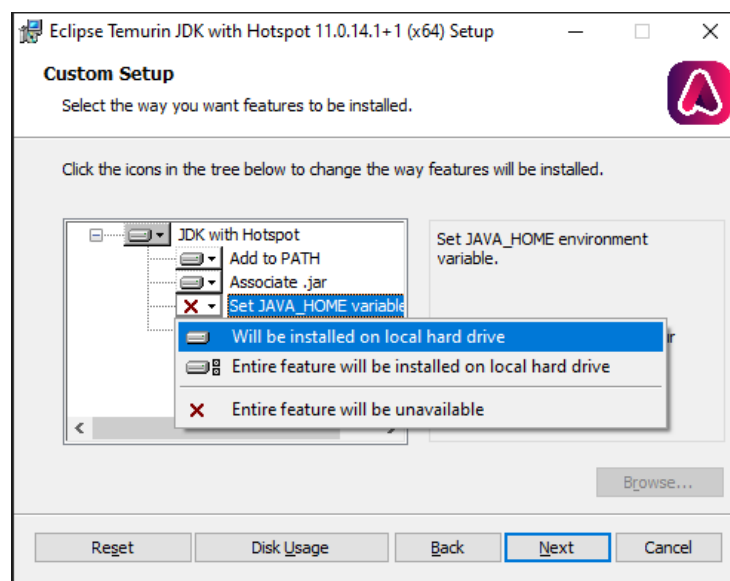 Eclipse Temurin JDK with Hotspot 11.0.14.1+1 (x64) Setup
Custom Setup
Select the way you want features to be installed.
Click the icons in the tree below to change the way features will be installed.
JDK with Hotspot
Add to PATH
Associate .jar
Set JAVA_HOME variable
Set JAVA_HOME environment
variable.
Will be installed on local hard drive
Entire feature will be installed on local hard drive
Entire feature will be unavailable
Browse...
Reset
Disk Usage
Back
Next
Cancel